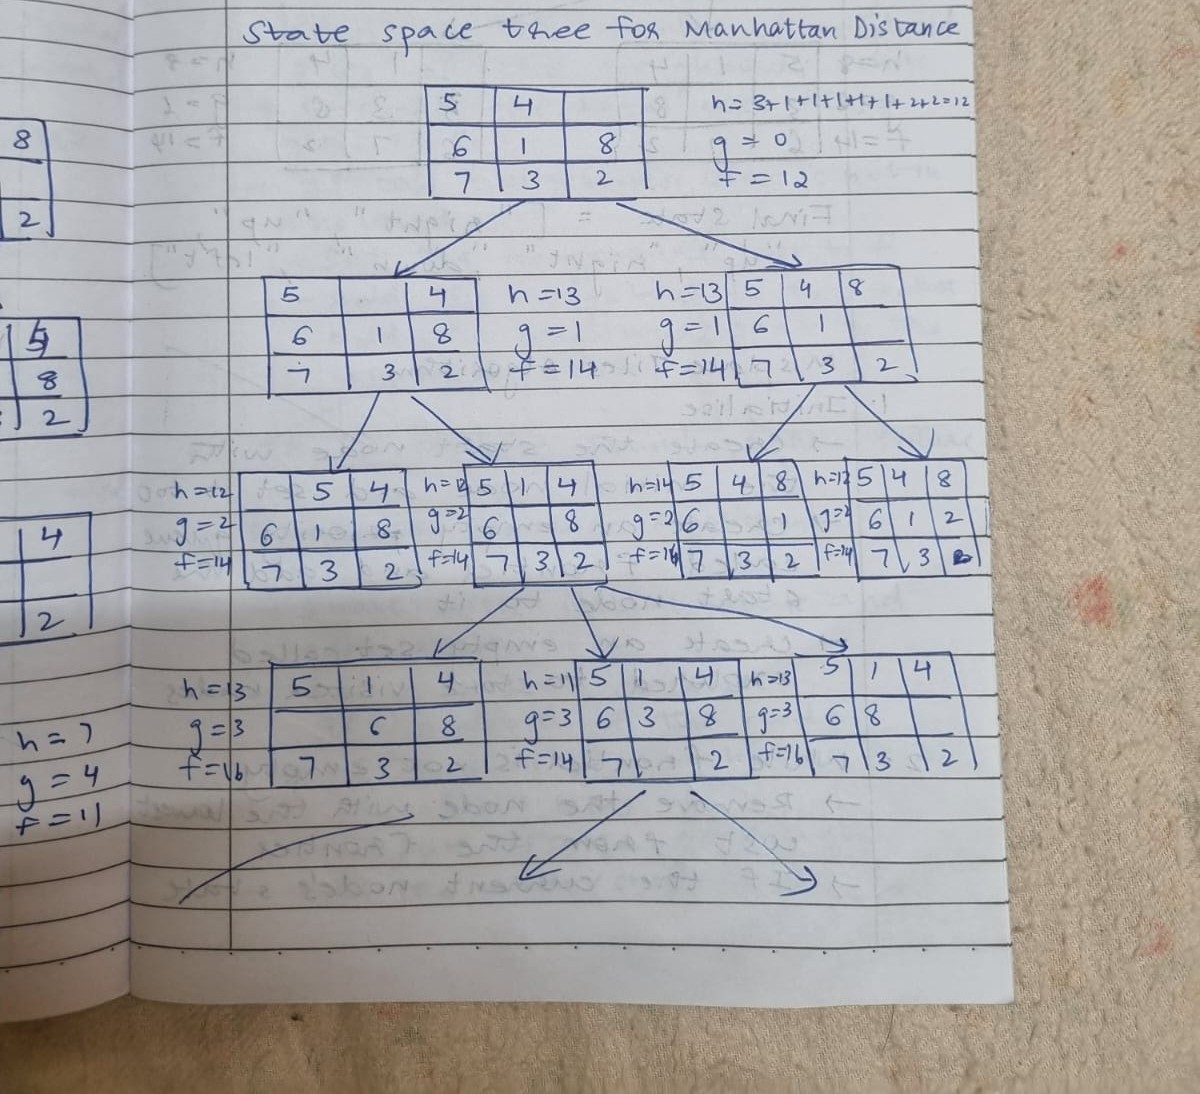 State space tree for Manhattan Distance
5 4
h = 3+1+1+1+1+1+2+2=12
6 1 8
g = 0
7 3 2
f = 12
5 4
h = 13
6 1 8
g = 1
7 3 2
f = 14
h = 13
5 4 8
g = 1
6 1
f = 14
7 3 2
h = 12
5 4
g = 2
6 1 8
f = 14
7 3 2
h = 12
5 1 4
g = 2
6 8
f = 14
7 3 2
h = 14
5 4 8
g = 2
6 1
f = 16
7 3 2
h = 12
5 4 8
g = 2
6 1 2
f = 14
7 3
h = 13
5 1 4
g = 3
6 8
f = 16
7 3 2
h = 11
5 1 4
g = 3
6 3 8
f = 14
7 2
h = 13
5 1 4
g = 3
6 8
f = 16
7 3 2
8
2
8
2
4
2
h = 7
g = 4
f = 11